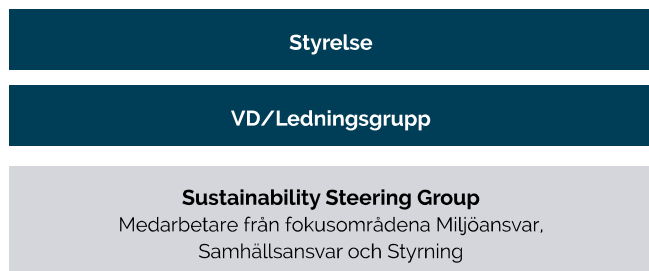 Styrelse
VD/Ledningsgrupp
Sustainability Steering Group
Medarbetare från fokusområdena Miljöansvar,
Samhällsansvar och Styrning